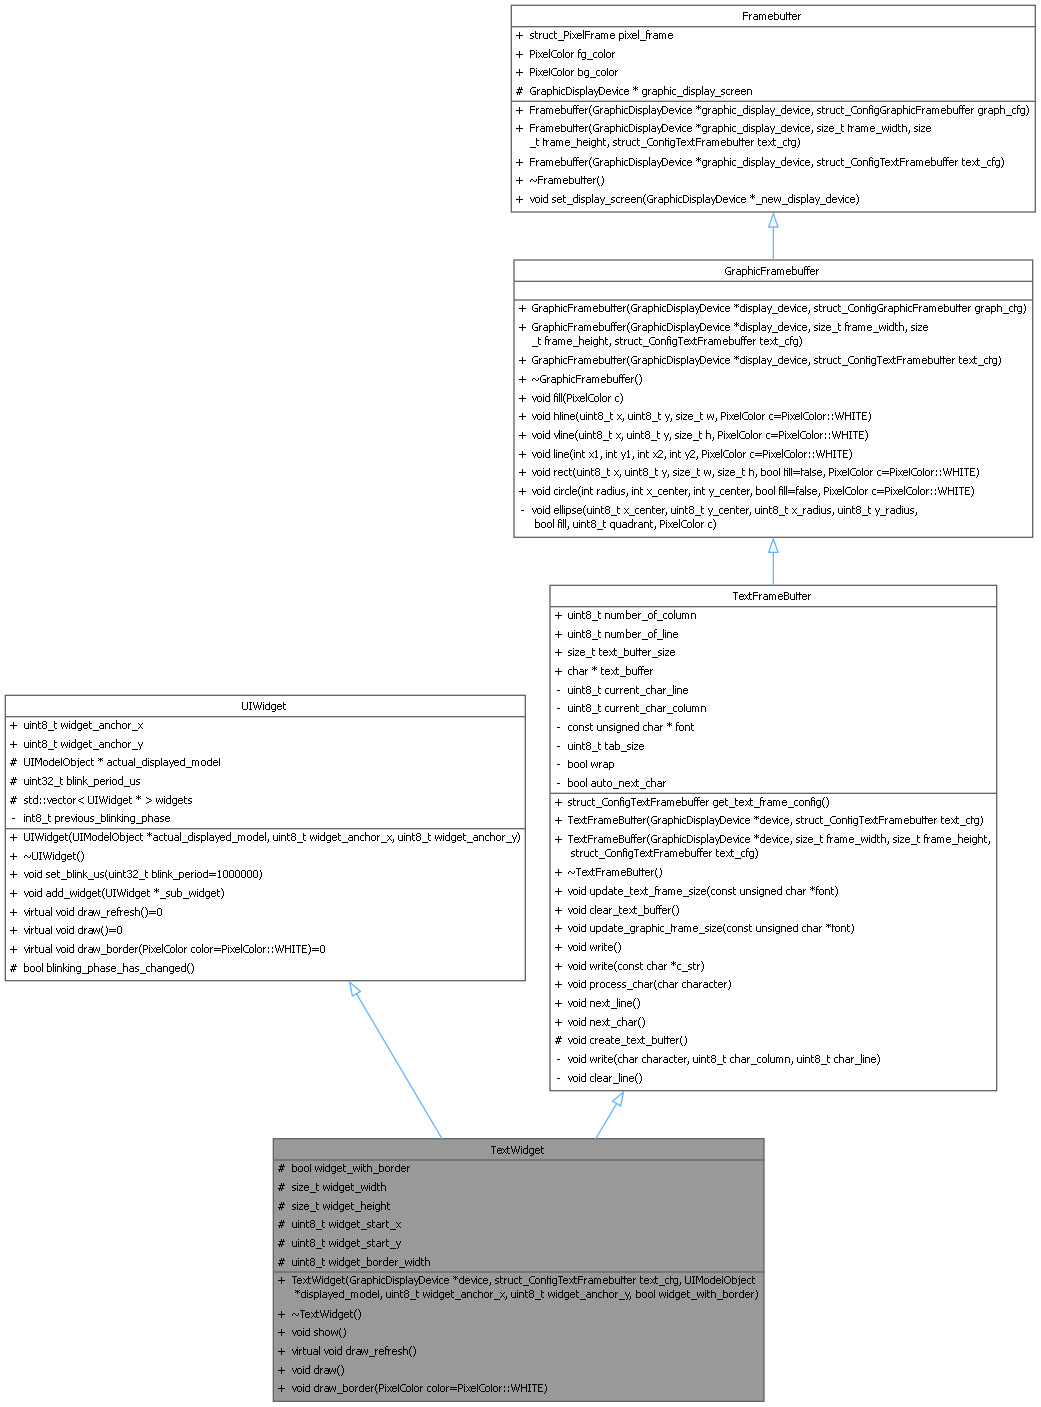 Framebuffer
+ struct_PixelFrame pixel_frame
+ PixelColor fg_color
+ PixelColor bg_color
# GraphicDisplayDevice * graphic_display_screen
+ Framebuffer(GraphicDisplayDevice *graphic_display_device, struct_ConfigGraphicFramebuffer graph_cfg)
+ Framebuffer(GraphicDisplayDevice *graphic_display_device, size_t frame_width, size
_t frame_height, struct_ConfigTextFramebuffer text_cfg)
+ Framebuffer(GraphicDisplayDevice *graphic_display_device, struct_ConfigTextFramebuffer text_cfg)
+ ~Framebuffer()
+ void set_display_screen(GraphicDisplayDevice *_new_display_device)
GraphicFramebuffer
+ GraphicFramebuffer(GraphicDisplayDevice *display_device, struct_ConfigGraphicFramebuffer graph_cfg)
+ GraphicFramebuffer(GraphicDisplayDevice *display_device, size_t frame_width, size
_t frame_height, struct_ConfigTextFramebuffer text_cfg)
+ GraphicFramebuffer(GraphicDisplayDevice *display_device, struct_ConfigTextFramebuffer text_cfg)
+ ~GraphicFramebuffer()
+ void fill(PixelColor c)
+ void hline(uint8_t x, uint8_t y, size_t w, PixelColor c=PixelColor::WHITE)
+ void vline(uint8_t x, uint8_t y, size_t h, PixelColor c=PixelColor::WHITE)
+ void line(int x1, int y1, int x2, int y2, PixelColor c=PixelColor::WHITE)
+ void rect(uint8_t x, uint8_t y, size_t w, size_t h, bool fill=false, PixelColor c=PixelColor::WHITE)
+ void circle(int radius, int x_center, int y_center, bool fill=false, PixelColor c=PixelColor::WHITE)
- void ellipse(uint8_t x_center, uint8_t y_center, uint8_t x_radius, uint8_t y_radius,
bool fill, uint8_t quadrant, PixelColor c)
TextFrameBuffer
+ uint8_t number_of_column
+ uint8_t number_of_line
+ size_t text_buffer_size
+ char * text_buffer
- uint8_t current_char_line
- uint8_t current_char_column
- const unsigned char * font
- uint8_t tab_size
- bool wrap
- bool auto_next_char
+ struct_ConfigTextFramebuffer get_text_frame_config()
+ TextFrameBuffer(GraphicDisplayDevice *device, struct_ConfigTextFramebuffer text_cfg)
+ TextFrameBuffer(GraphicDisplayDevice *device, size_t frame_width, size_t frame_height,
struct_ConfigTextFramebuffer text_cfg)
+ ~TextFrameBuffer()
+ void update_text_frame_size(const unsigned char *font)
+ void clear_text_buffer()
+ void update_graphic_frame_size(const unsigned char *font)
+ void write()
+ void write(const char *c_str)
+ void process_char(char character)
+ void next_line()
+ void next_char()
# void create_text_buffer()
- void write(char character, uint8_t char_column, uint8_t char_line)
- void clear_line()
UIWidget
+ uint8_t widget_anchor_x
+ uint8_t widget_anchor_y
# UIModelObject * actual_displayed_model
# uint32_t blink_period_us
# std::vector< UIWidget * > widgets
- int8_t previous_blinking_phase
+ UIWidget(UIModelObject *actual_displayed_model, uint8_t widget_anchor_x, uint8_t widget_anchor_y)
+ ~UIWidget()
+ void set_blink_us(uint32_t blink_period=1000000)
+ void add_widget(UIWidget *_sub_widget)
+ virtual void draw_refresh()=0
+ virtual void draw()=0
+ virtual void draw_border(PixelColor color=PixelColor::WHITE)=0
# bool blinking_phase_has_changed()
TextWidget
# bool widget_with_border
# size_t widget_width
# size_t widget_height
# uint8_t widget_start_x
# uint8_t widget_start_y
# uint8_t widget_border_width
+ TextWidget(GraphicDisplayDevice *device, struct_ConfigTextFramebuffer text_cfg, UIModelObject
*displayed_model, uint8_t widget_anchor_x, uint8_t widget_anchor_y, bool widget_with_border)
+ ~TextWidget()
+ void show()
+ virtual void draw_refresh()
+ void draw()
+ void draw_border(PixelColor color=PixelColor::WHITE)